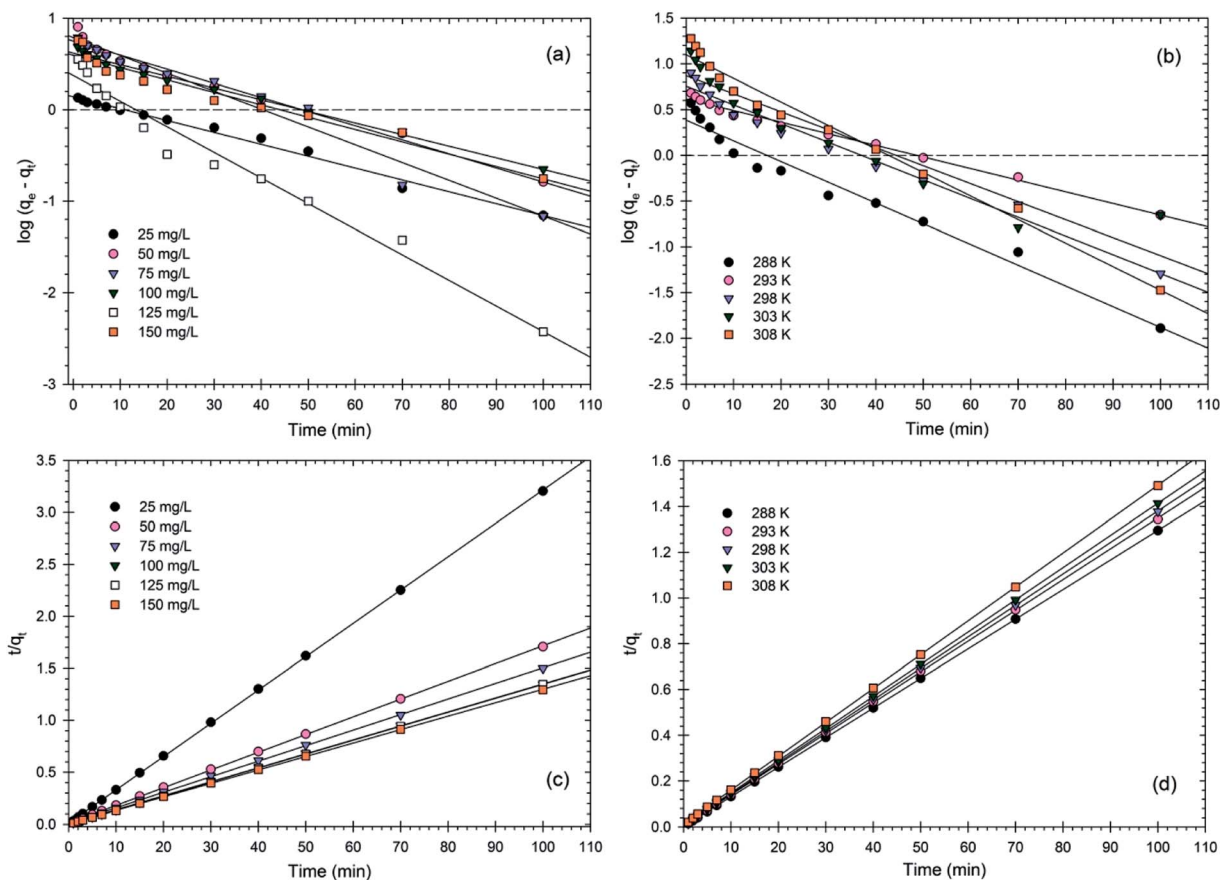 1
0
-1
-2
-3
log (qe - qt)
(a)
25 mg/L
50 mg/L
75 mg/L
100 mg/L
125 mg/L
150 mg/L
0 10 20 30 40 50 60 70 80 90 100 110
Time (min)
1.5
1.0
0.5
0.0
-0.5
-1.0
-1.5
-2.0
-2.5
log (qe - qt)
(b)
288 K
293 K
298 K
303 K
308 K
0 10 20 30 40 50 60 70 80 90 100 110
Time (min)
3.5
3.0
2.5
2.0
1.5
1.0
0.5
0.0
t/qt
25 mg/L
50 mg/L
75 mg/L
100 mg/L
125 mg/L
150 mg/L
(c)
0 10 20 30 40 50 60 70 80 90 100 110
Time (min)
1.6
1.4
1.2
1.0
0.8
0.6
0.4
0.2
0.0
t/qt
288 K
293 K
298 K
303 K
308 K
(d)
0 10 20 30 40 50 60 70 80 90 100 110
Time (min)